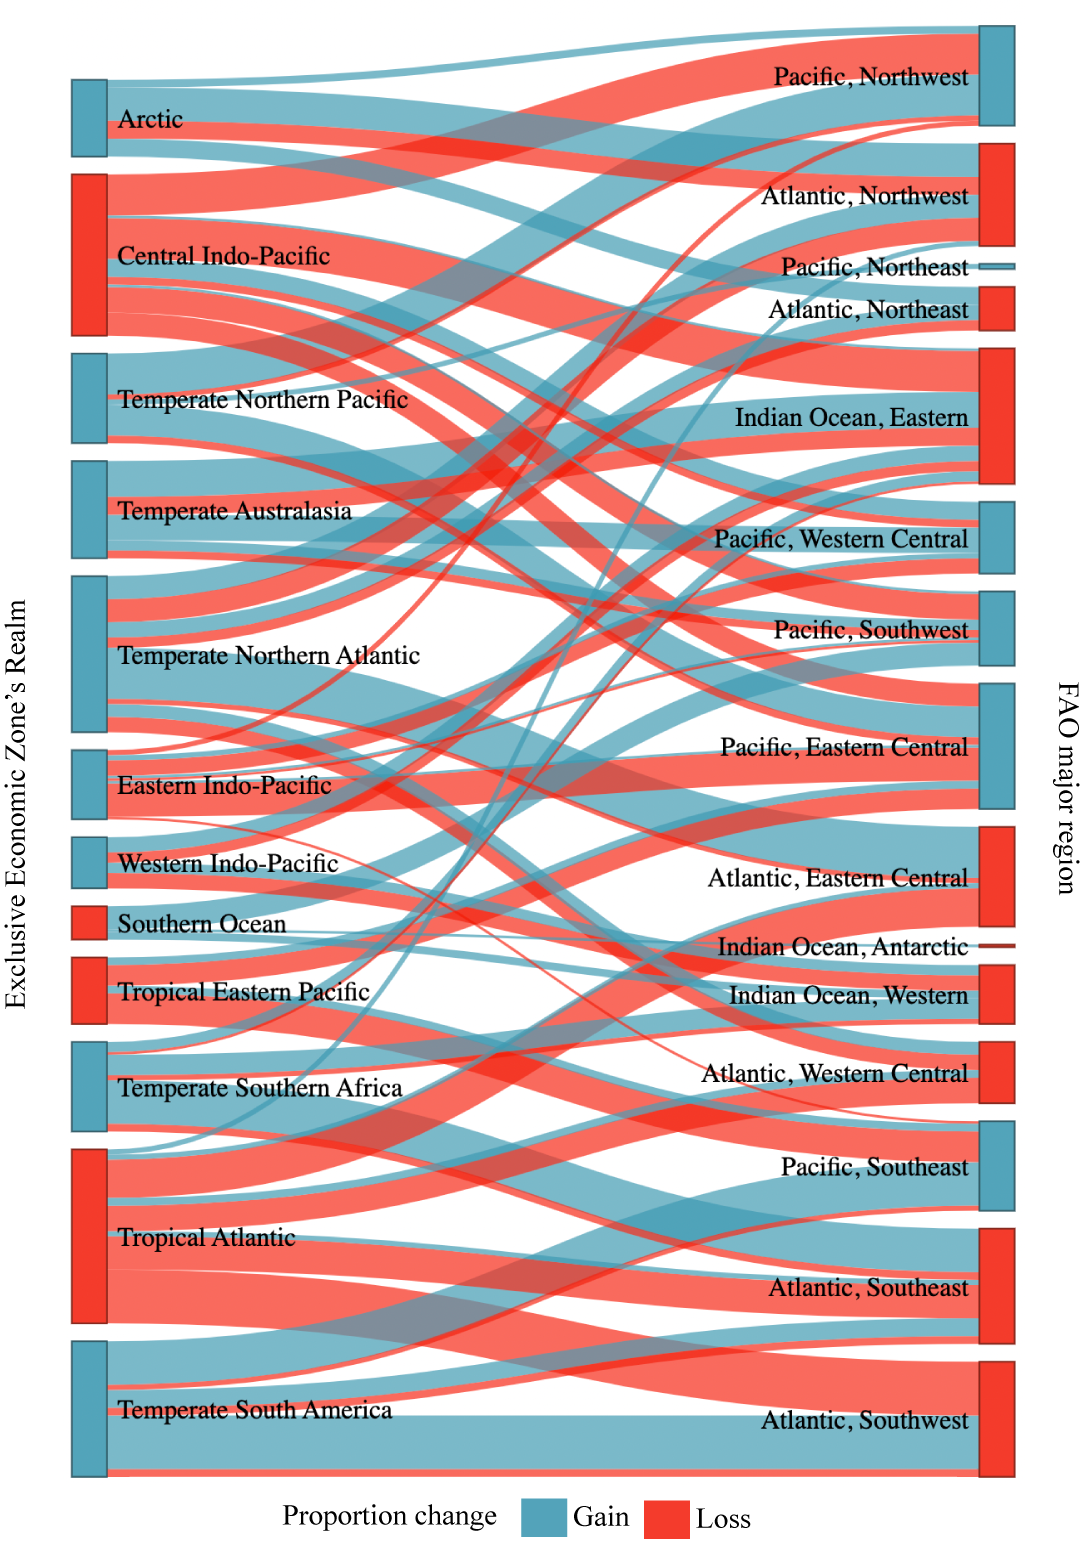 Exclusive Economic Zone’s Realm
Arctic
Central Indo-Pacific
Temperate Northern Pacific
Temperate Australasia
Temperate Northern Atlantic
Eastern Indo-Pacific
Western Indo-Pacific
Southern Ocean
Tropical Eastern Pacific
Temperate Southern Africa
Tropical Atlantic
Temperate South America
Pacific, Northwest
Atlantic, Northwest
Pacific, Northeast
Atlantic, Northeast
Indian Ocean, Eastern
Pacific, Western Central
Pacific, Southwest
Pacific, Eastern Central
Atlantic, Eastern Central
Indian Ocean, Antarctic
Indian Ocean, Western
Atlantic, Western Central
Pacific, Southeast
Atlantic, Southeast
Atlantic, Southwest
FAO major region
Proportion change Gain Loss